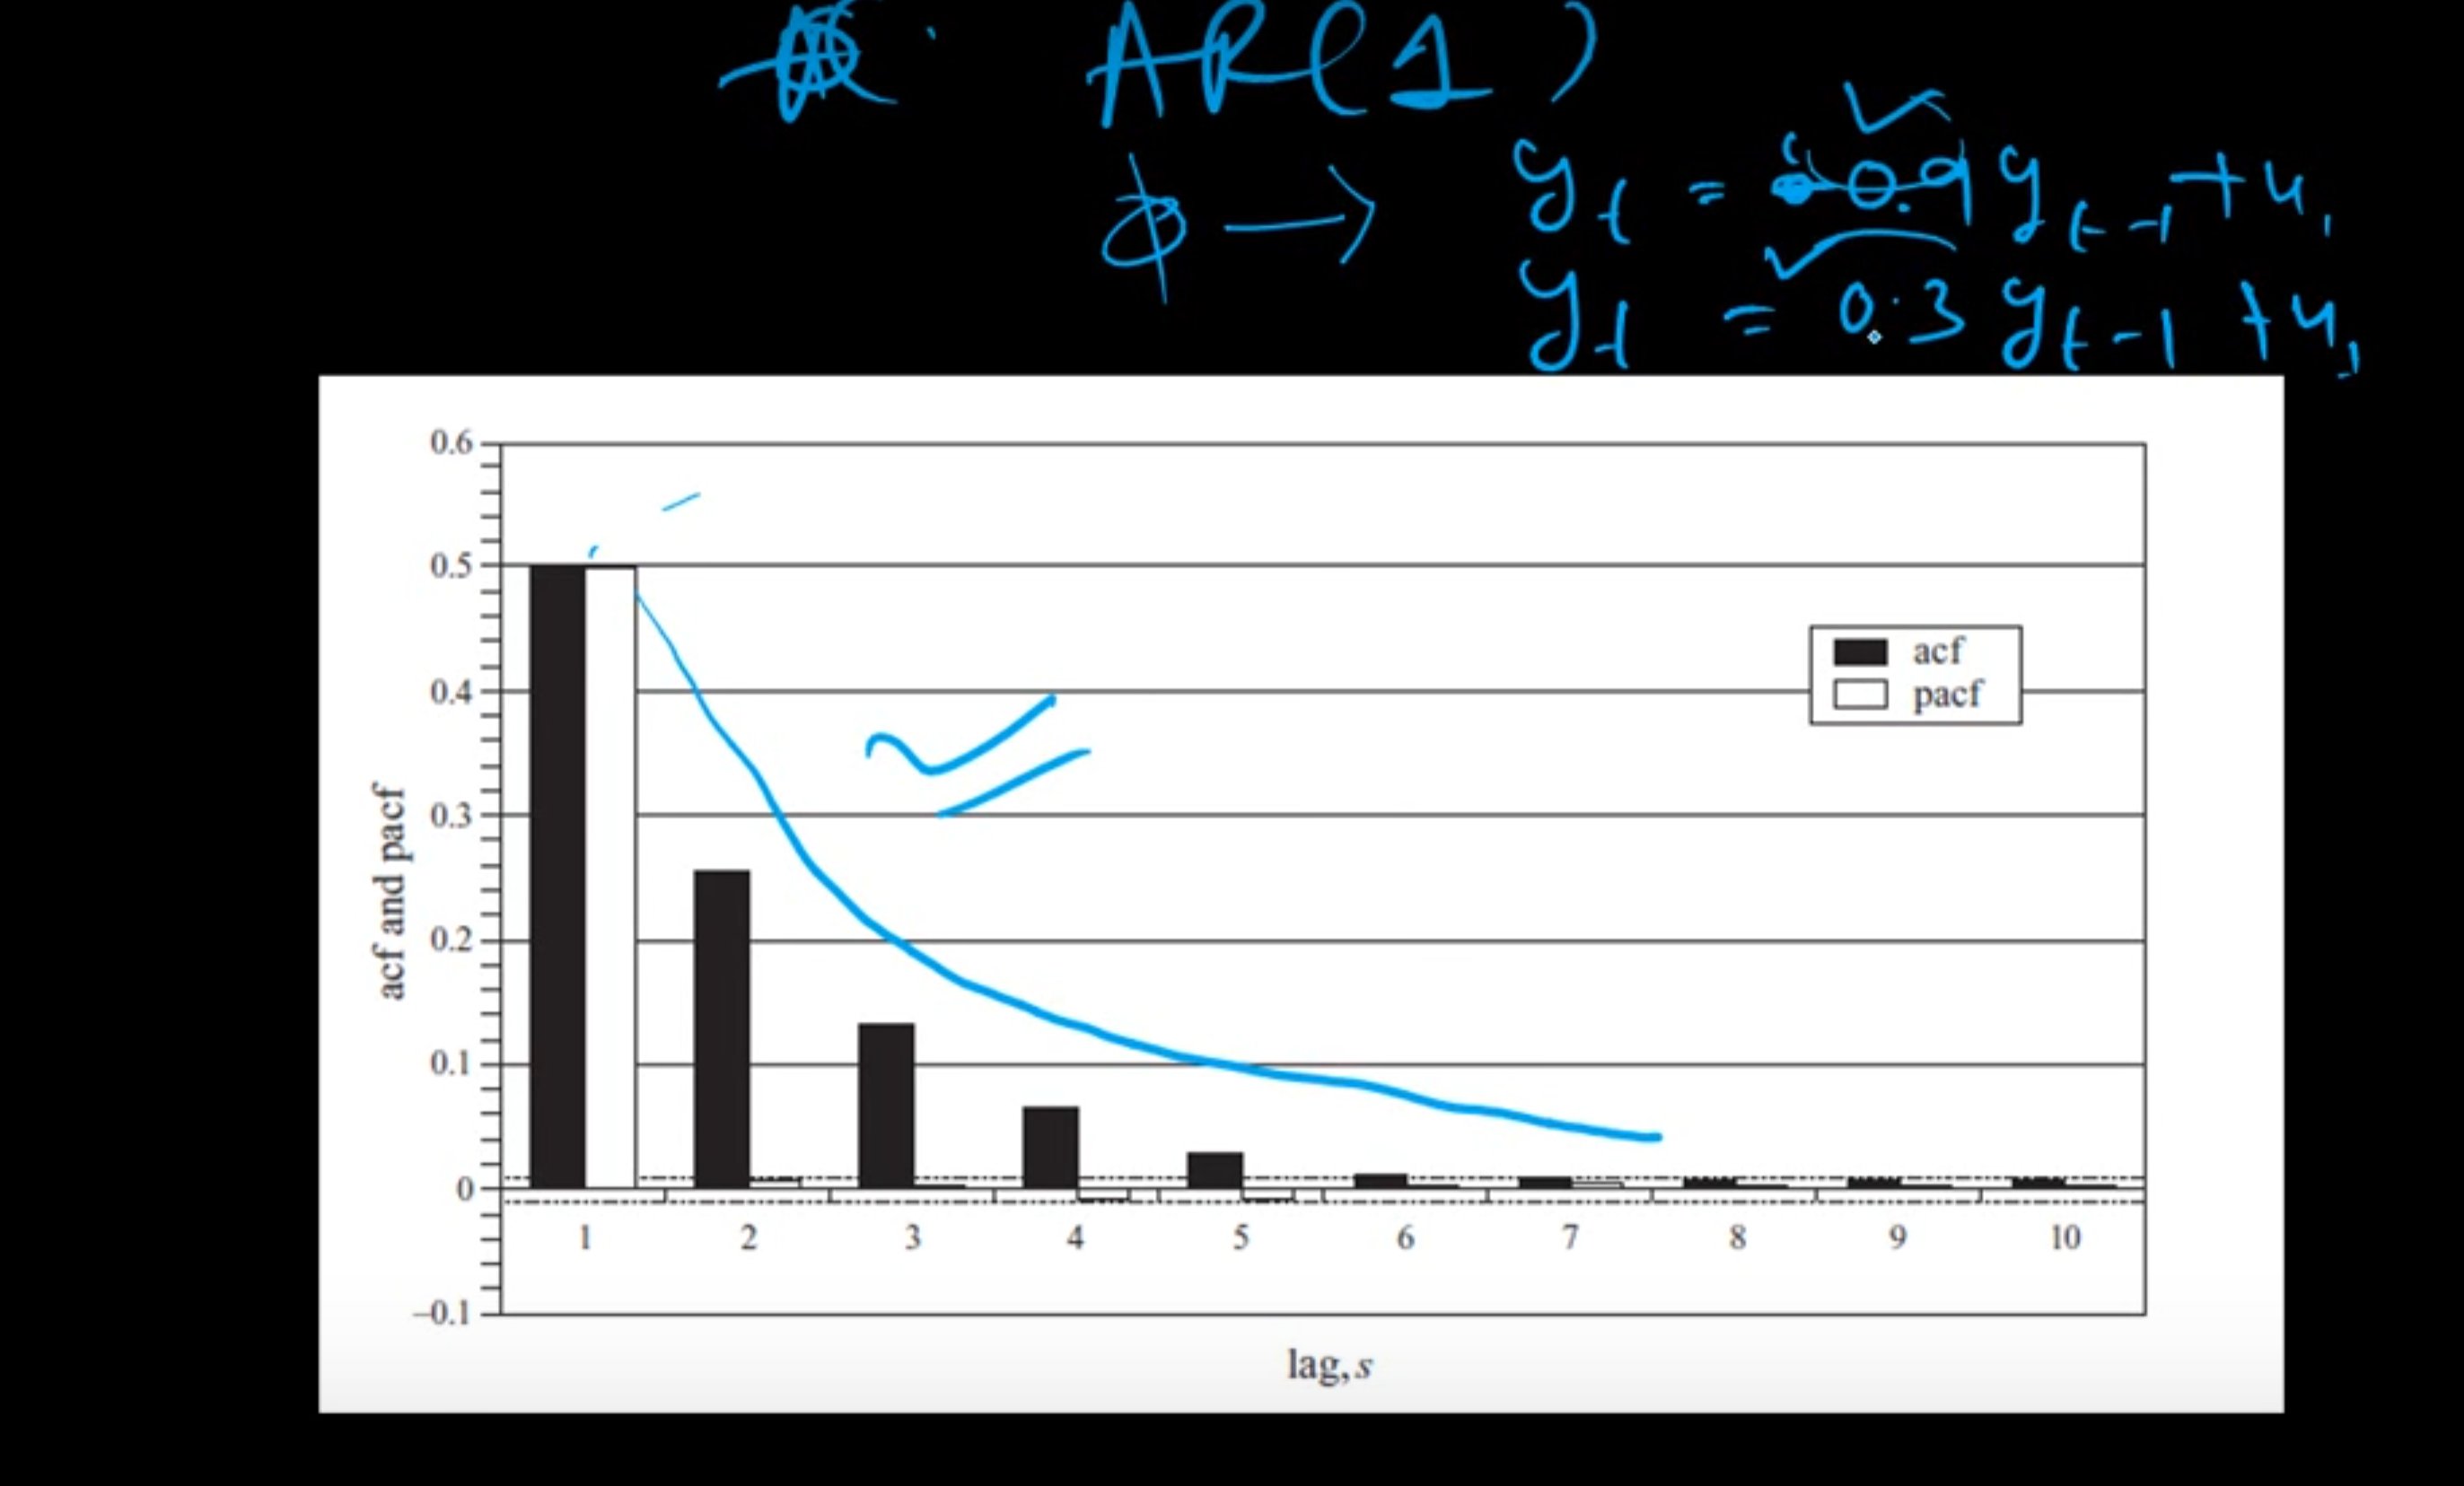 AR(1)
ϕ → yt = 0.9 yt-1 + u
yt = 0.3 yt-1 + u
0.6
0.5
0.4
0.3
0.2
0.1
0
–0.1
acf and pacf
acf
pacf
1 2 3 4 5 6 7 8 9 10
lag, s